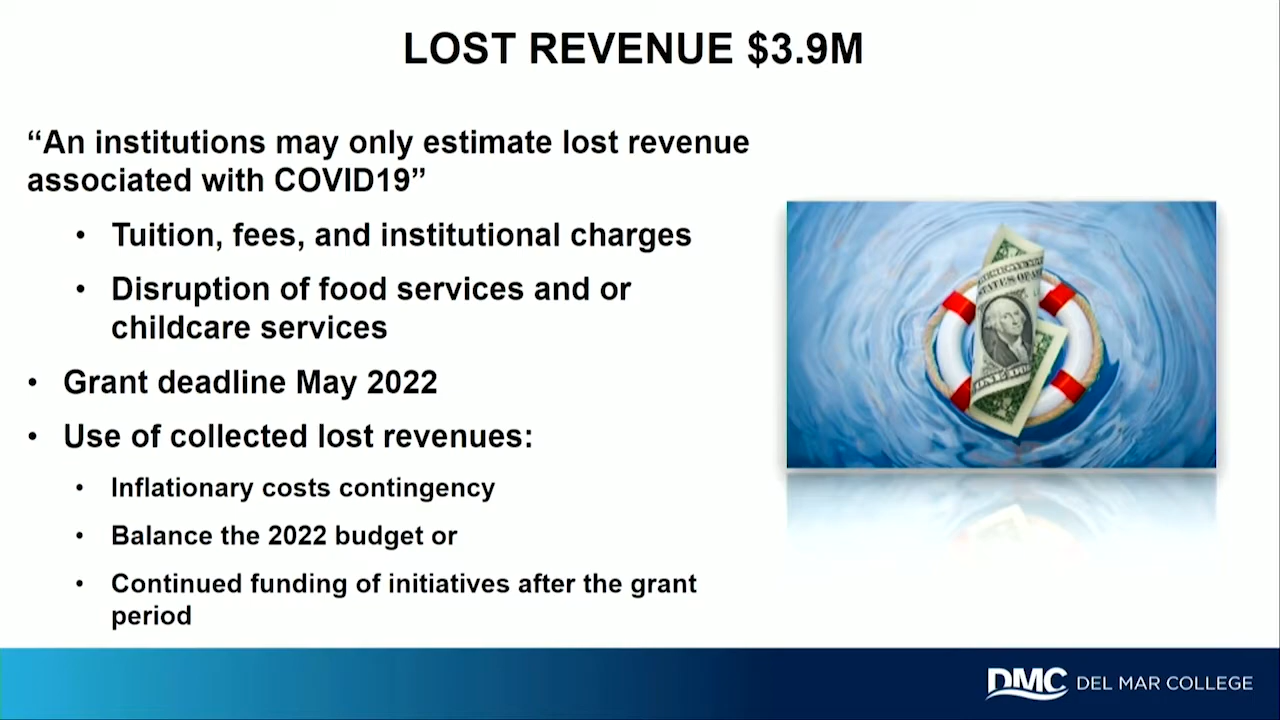 LOST REVENUE $3.9M
“An institutions may only estimate lost revenue
associated with COVID19”
• Tuition, fees, and institutional charges
• Disruption of food services and or
childcare services
• Grant deadline May 2022
• Use of collected lost revenues:
• Inflationary costs contingency
• Balance the 2022 budget or
• Continued funding of initiatives after the grant
period
DMC DEL MAR COLLEGE